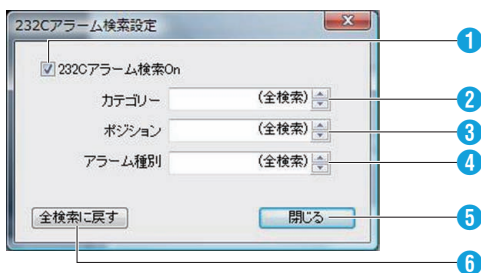 232Cアラーム検索設定
1
232Cアラーム検索On
カテゴリー (全検索) 2
ポジション (全検索) 3
アラーム種別 (全検索) 4
全検索に戻す 閉じる 5
6